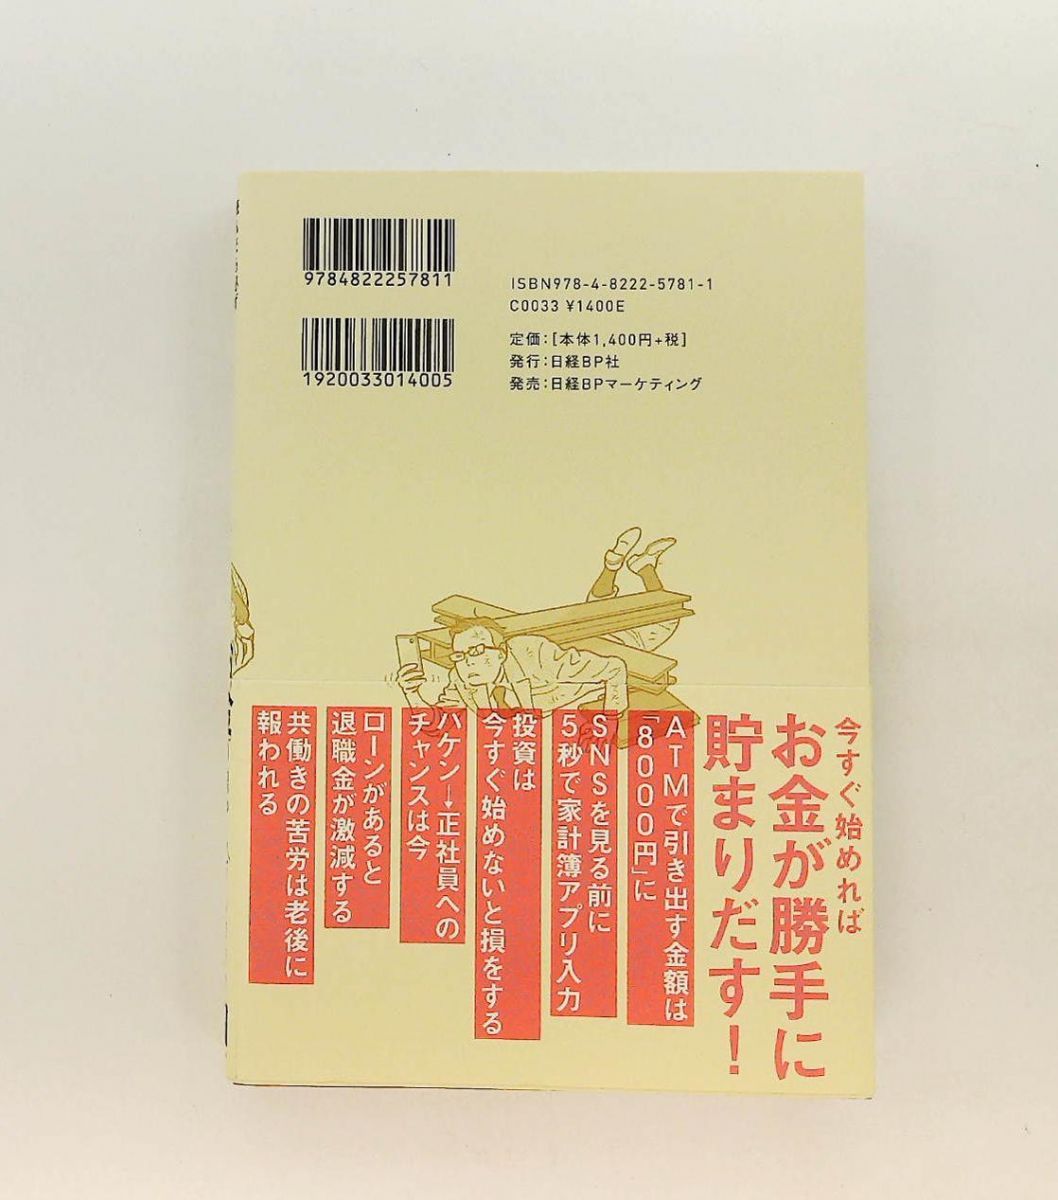 9784822257811
1920033014005
ISBN978-4-8222-5781-1
C0033 ¥1400E
定価：[本体1,400円+税]
発行：日経BP社
発売：日経BPマーケティング
今すぐ始めれば
お金が勝手に
貯まりだす！
ATMで引き出す金額は
「8000円」に
SNSを見る前に
5秒で家計簿アプリ入力
投資は
今すぐ始めないと損をする
ハケン→正社員への
チャンスは今
ローンがあると
退職金が激減する
共働きの苦労は老後に
報われる